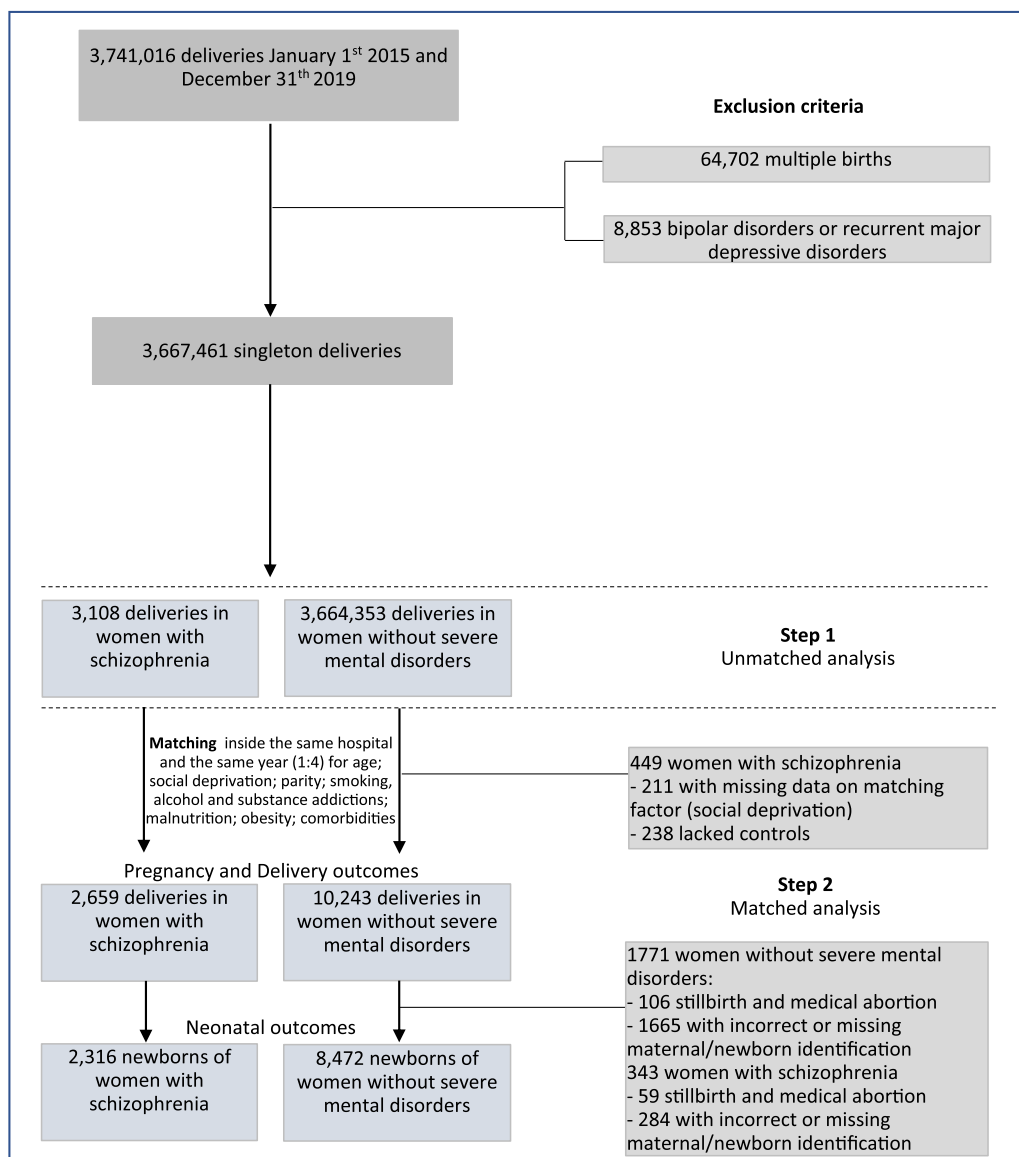 3,741,016 deliveries January 1st 2015 and
December 31th 2019
Exclusion criteria
64,702 multiple births
8,853 bipolar disorders or recurrent major
depressive disorders
3,667,461 singleton deliveries
3,108 deliveries in
women with
schizophrenia
3,664,353 deliveries in
women without severe
mental disorders
Step 1
Unmatched analysis
Matching inside the same hospital
and the same year (1:4) for age;
social deprivation; parity; smoking,
alcohol and substance addictions;
malnutrition; obesity; comorbidities
449 women with schizophrenia
- 211 with missing data on matching
factor (social deprivation)
- 238 lacked controls
Pregnancy and Delivery outcomes
2,659 deliveries in
women with
schizophrenia
10,243 deliveries in
women without severe
mental disorders
Step 2
Matched analysis
1771 women without severe mental
disorders:
- 106 stillbirth and medical abortion
- 1665 with incorrect or missing
maternal/newborn identification
343 women with schizophrenia
- 59 stillbirth and medical abortion
- 284 with incorrect or missing
maternal/newborn identification
Neonatal outcomes
2,316 newborns of
women with
schizophrenia
8,472 newborns of
women without severe
mental disorders